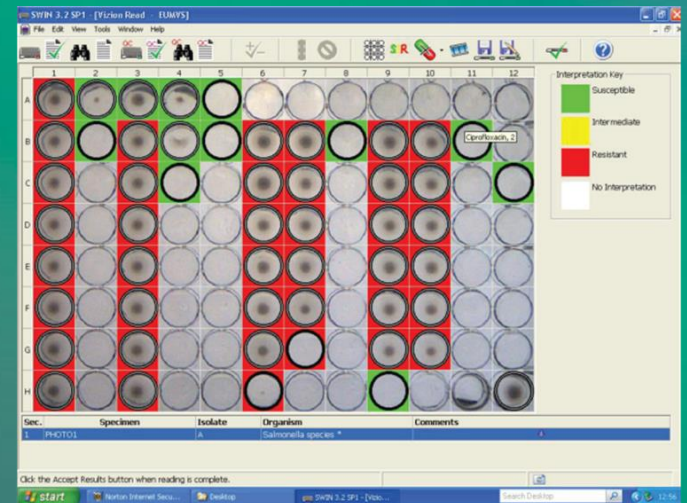 SWIN 3.2 SP1 - [Vizion Read - EUMVS]
File Edit View Tools Window Help
1 2 3 4 5 6 7 8 9 10 11 12
Interpretation Key
A
Susceptible
Intermediate
B
Ciprofloxacin, 2
Resistant
C
No Interpretation
D
E
F
G
H
Sec. Specimen Isolate Organism Comments
1 PHOTO1 A Salmonella species *
Click the Accept Results button when reading is complete.
start Norton Internet Secu... Desktop SWIN 3.2 SP1 - [Vizio... Search Desktop 12:56